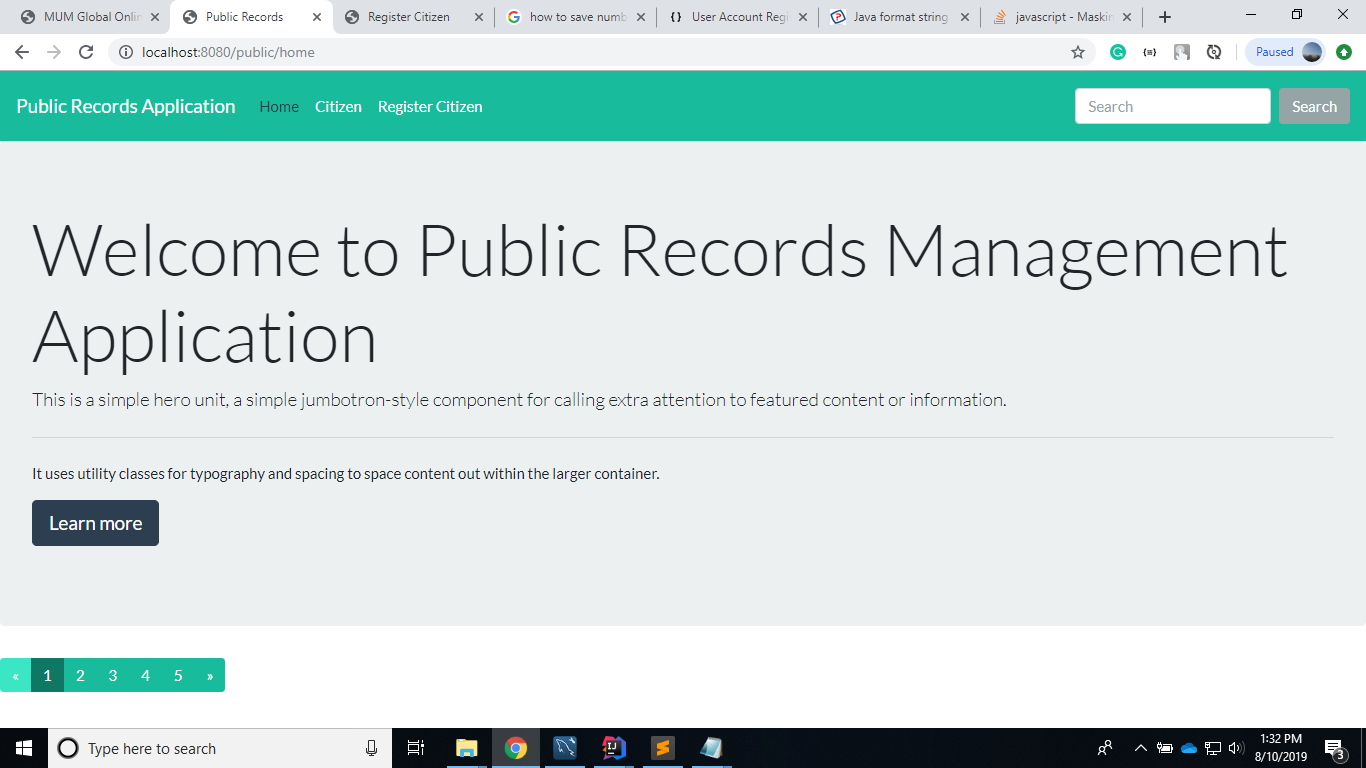 MUM Global Onlin
Public Records
Register Citizen
how to save numb
User Account Regi
Java format string
javascript - Maskin
localhost:8080/public/home
Paused
Public Records Application Home Citizen Register Citizen Search Search
Welcome to Public Records Management
Application
This is a simple hero unit, a simple jumbotron-style component for calling extra attention to featured content or information.
It uses utility classes for typography and spacing to space content out within the larger container.
Learn more
« 1 2 3 4 5 »
Type here to search
1:32 PM
8/10/2019
3